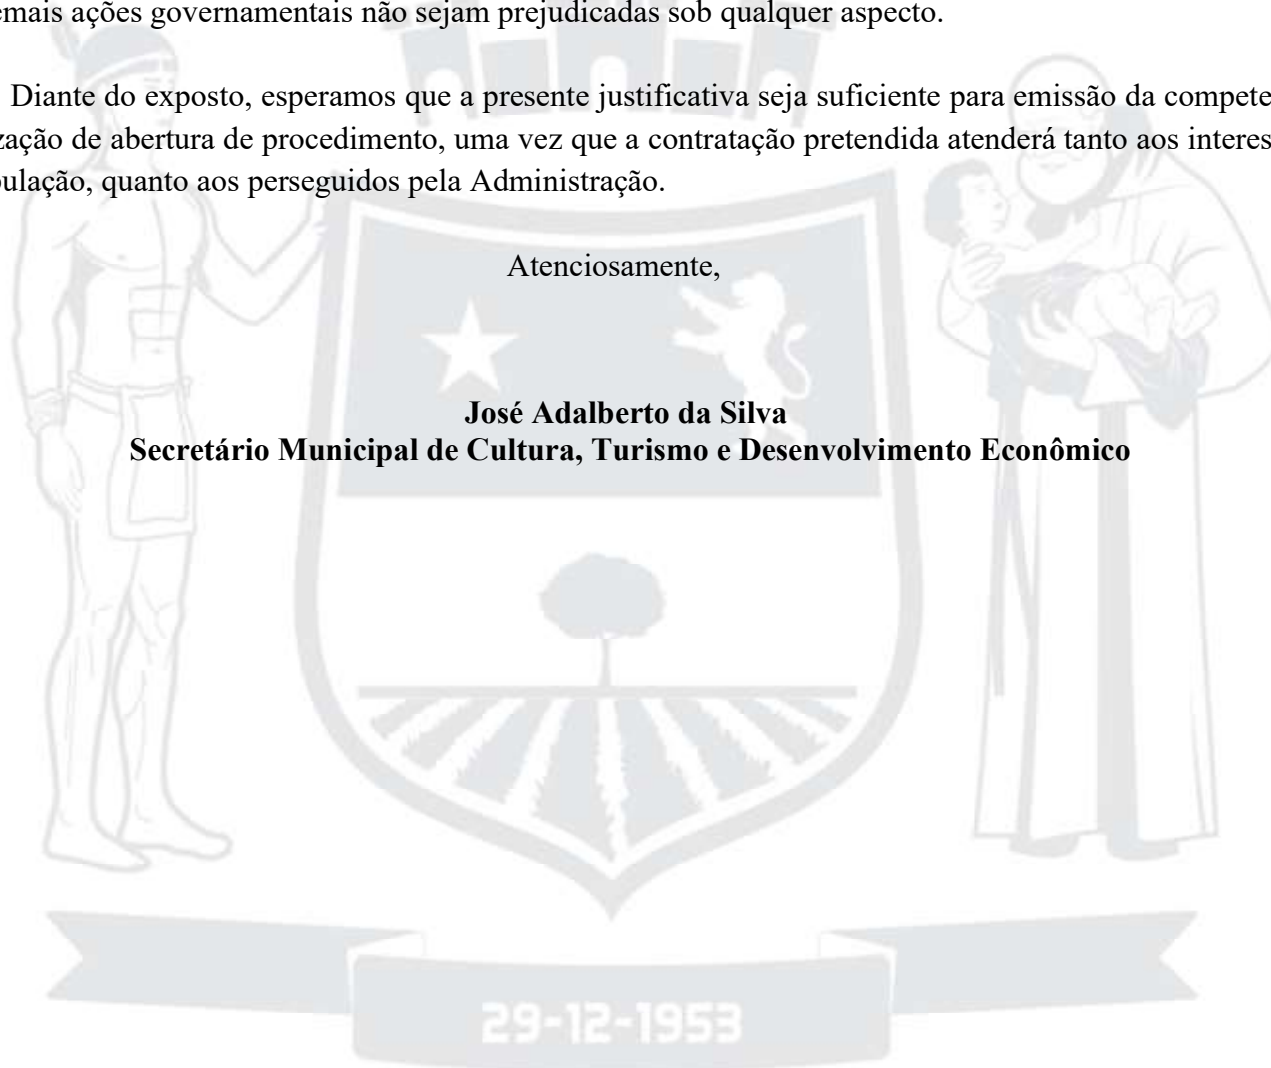 emais ações governamentais não sejam prejudicadas sob qualquer aspecto.
Diante do exposto, esperamos que a presente justificativa seja suficiente para emissão da compete
zação de abertura de procedimento, uma vez que a contratação pretendida atenderá tanto aos interes
pulação, quanto aos perseguidos pela Administração.
Atenciosamente,
José Adalberto da Silva
Secretário Municipal de Cultura, Turismo e Desenvolvimento Econômico
29-12-1953